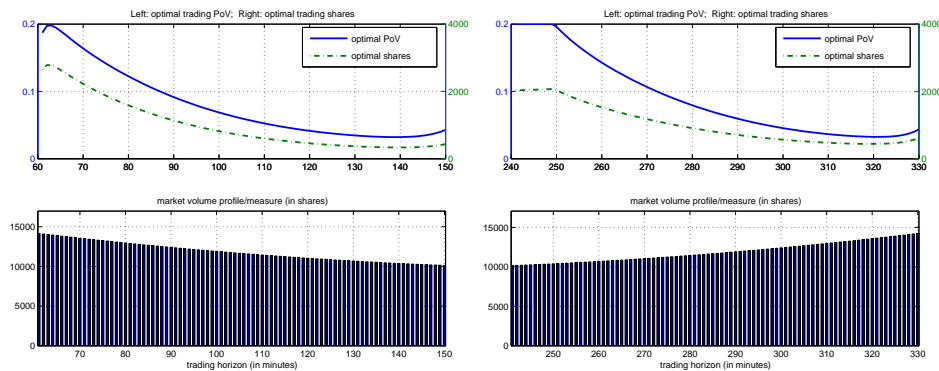 Left: optimal trading PoV; Right: optimal trading shares
0.2
0.1
0
4000
2000
0
optimal PoV
optimal shares
60 70 80 90 100 110 120 130 140 150
Left: optimal trading PoV; Right: optimal trading shares
0.2
0.1
0
4000
2000
0
optimal PoV
optimal shares
240 250 260 270 280 290 300 310 320 330
market volume profile/measure (in shares)
15000
10000
5000
0
70 80 90 100 110 120 130 140 150
trading horizon (in minutes)
market volume profile/measure (in shares)
15000
10000
5000
0
250 260 270 280 290 300 310 320 330
trading horizon (in minutes)